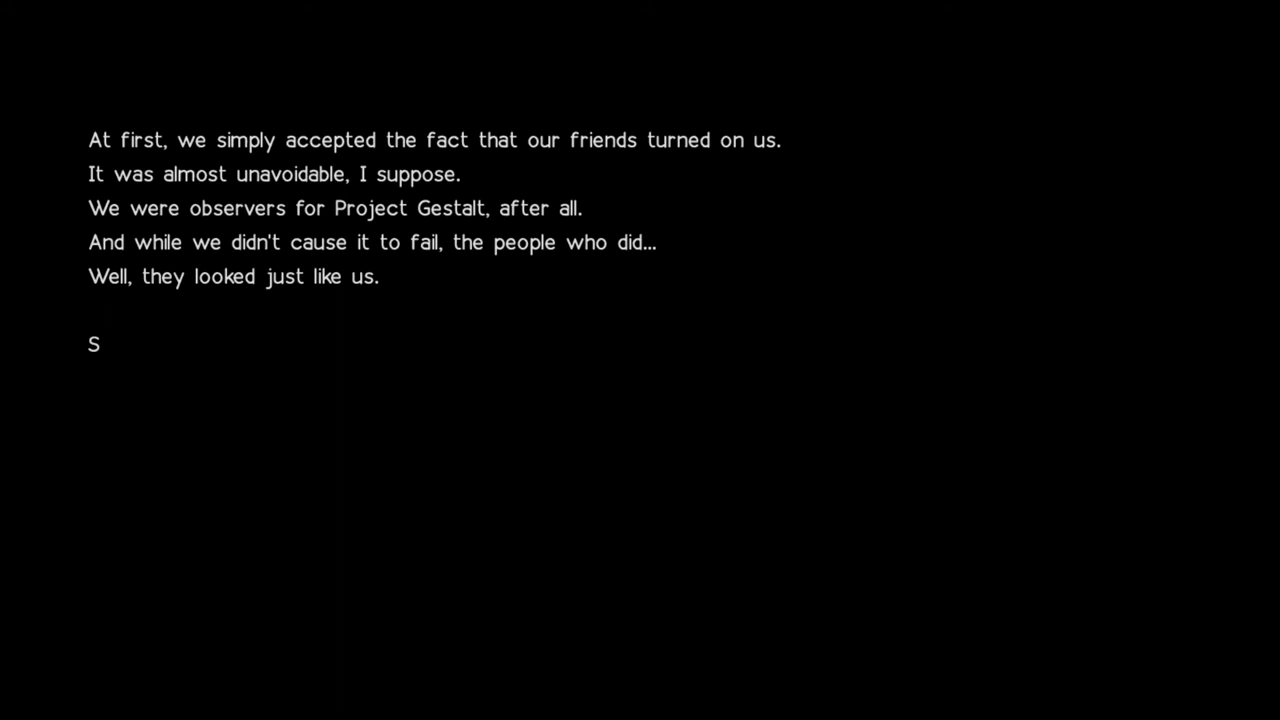 At first, we simply accepted the fact that our friends turned on us.
It was almost unavoidable, I suppose.
We were observers for Project Gestalt, after all.
And while we didn't cause it to fail, the people who did...
Well, they looked just like us.
S